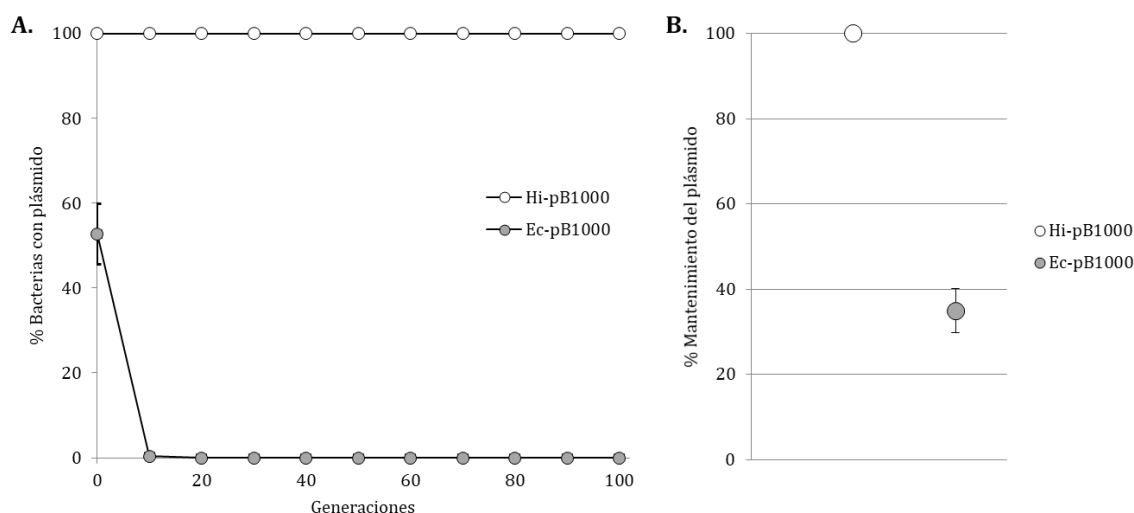 A.
% Bacterias con plásmido
100
80
60
40
20
0
0 20 40 60 80 100
Generaciones
Hi-pB1000
Ec-pB1000
B.
% Mantenimiento del plásmido
100
80
60
40
20
0
Hi-pB1000
Ec-pB1000